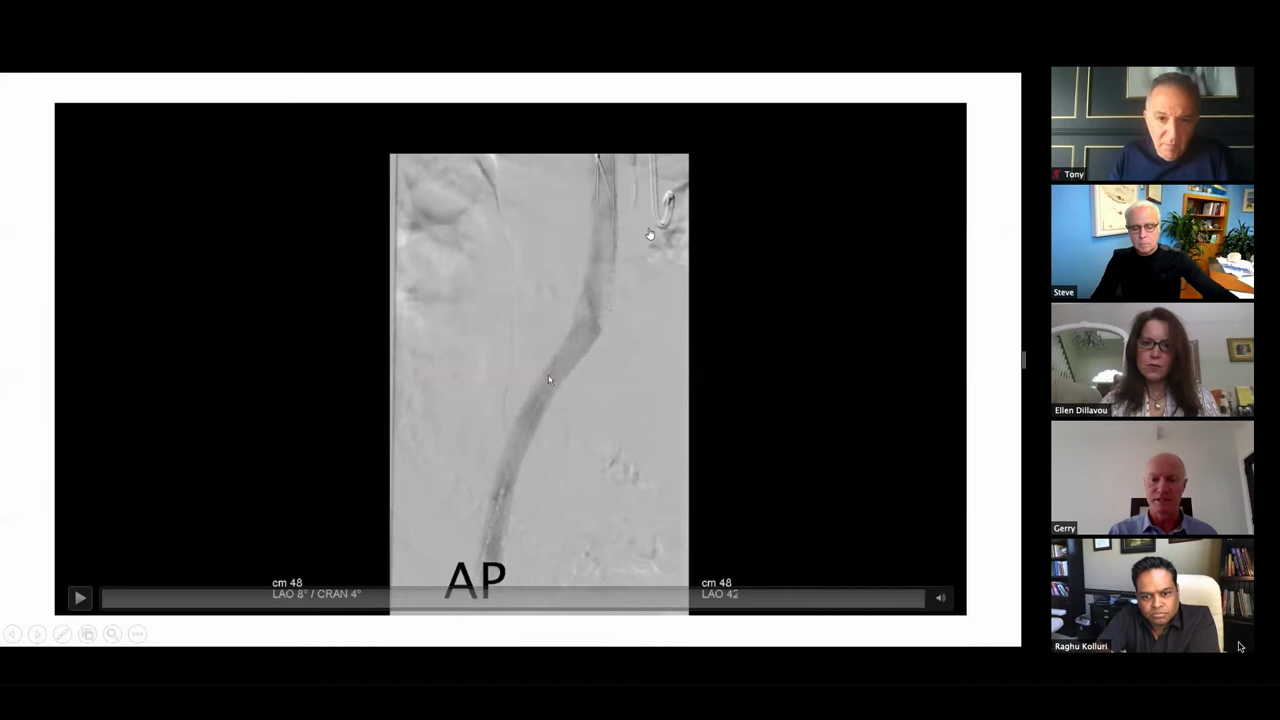 cm 48
LAO 8° / CRAN 4°
AP
cm 48
LAO 42
Tony
Steve
Ellen Dillavou
Gerry
Raghu Kolluri